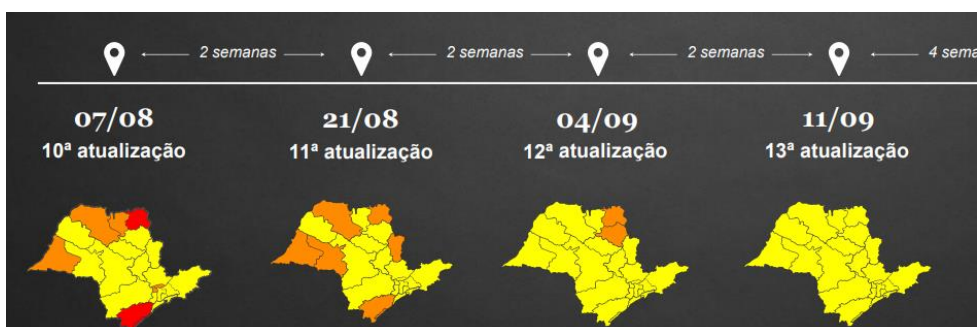 2 semanas
2 semanas
2 semanas
4 sema
07/08
21/08
04/09
11/09
10ª atualização
11ª atualização
12ª atualização
13ª atualização